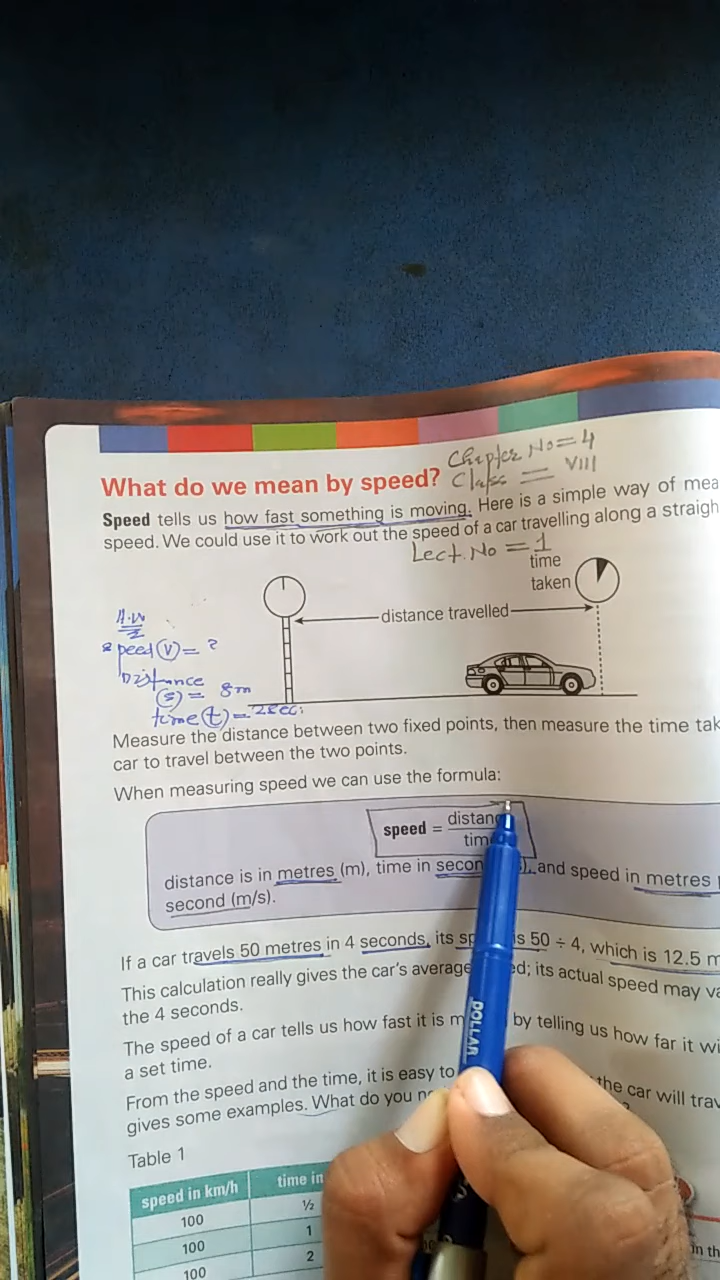 What do we mean by speed?
Chapter No = 4
Class = VIII
Speed tells us how fast something is moving. Here is a simple way of mea
speed. We could use it to work out the speed of a car travelling along a straigh
Lect. No = 1
time
taken
distance travelled
H.W
speed (v) = ?
Distance
(s) = 8m
time (t) = 2sec.
Measure the distance between two fixed points, then measure the time tak
car to travel between the two points.
When measuring speed we can use the formula:
speed = distanc
tim
distance is in metres (m), time in secon and speed in metres
second (m/s).
If a car travels 50 metres in 4 seconds, its sp is 50 ÷ 4, which is 12.5 m
This calculation really gives the car's average ed; its actual speed may va
the 4 seconds.
The speed of a car tells us how fast it is m by telling us how far it wi
a set time.
From the speed and the time, it is easy to the car will trav
gives some examples. What do you n
Table 1
speed in km/h time in
100 ½
100 1
100 2
DOLLAR
in th